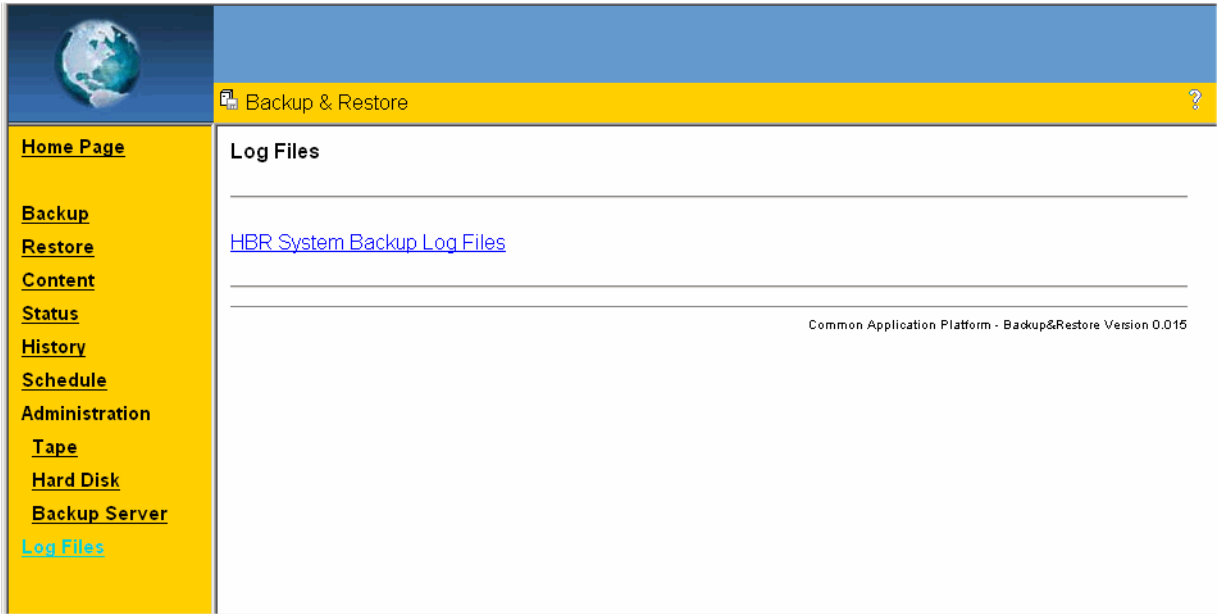 Backup & Restore
?
Home Page
Backup
Restore
Content
Status
History
Schedule
Administration
Tape
Hard Disk
Backup Server
Log Files
Log Files
HBR System Backup Log Files
Common Application Platform - Backup&Restore Version 0.015